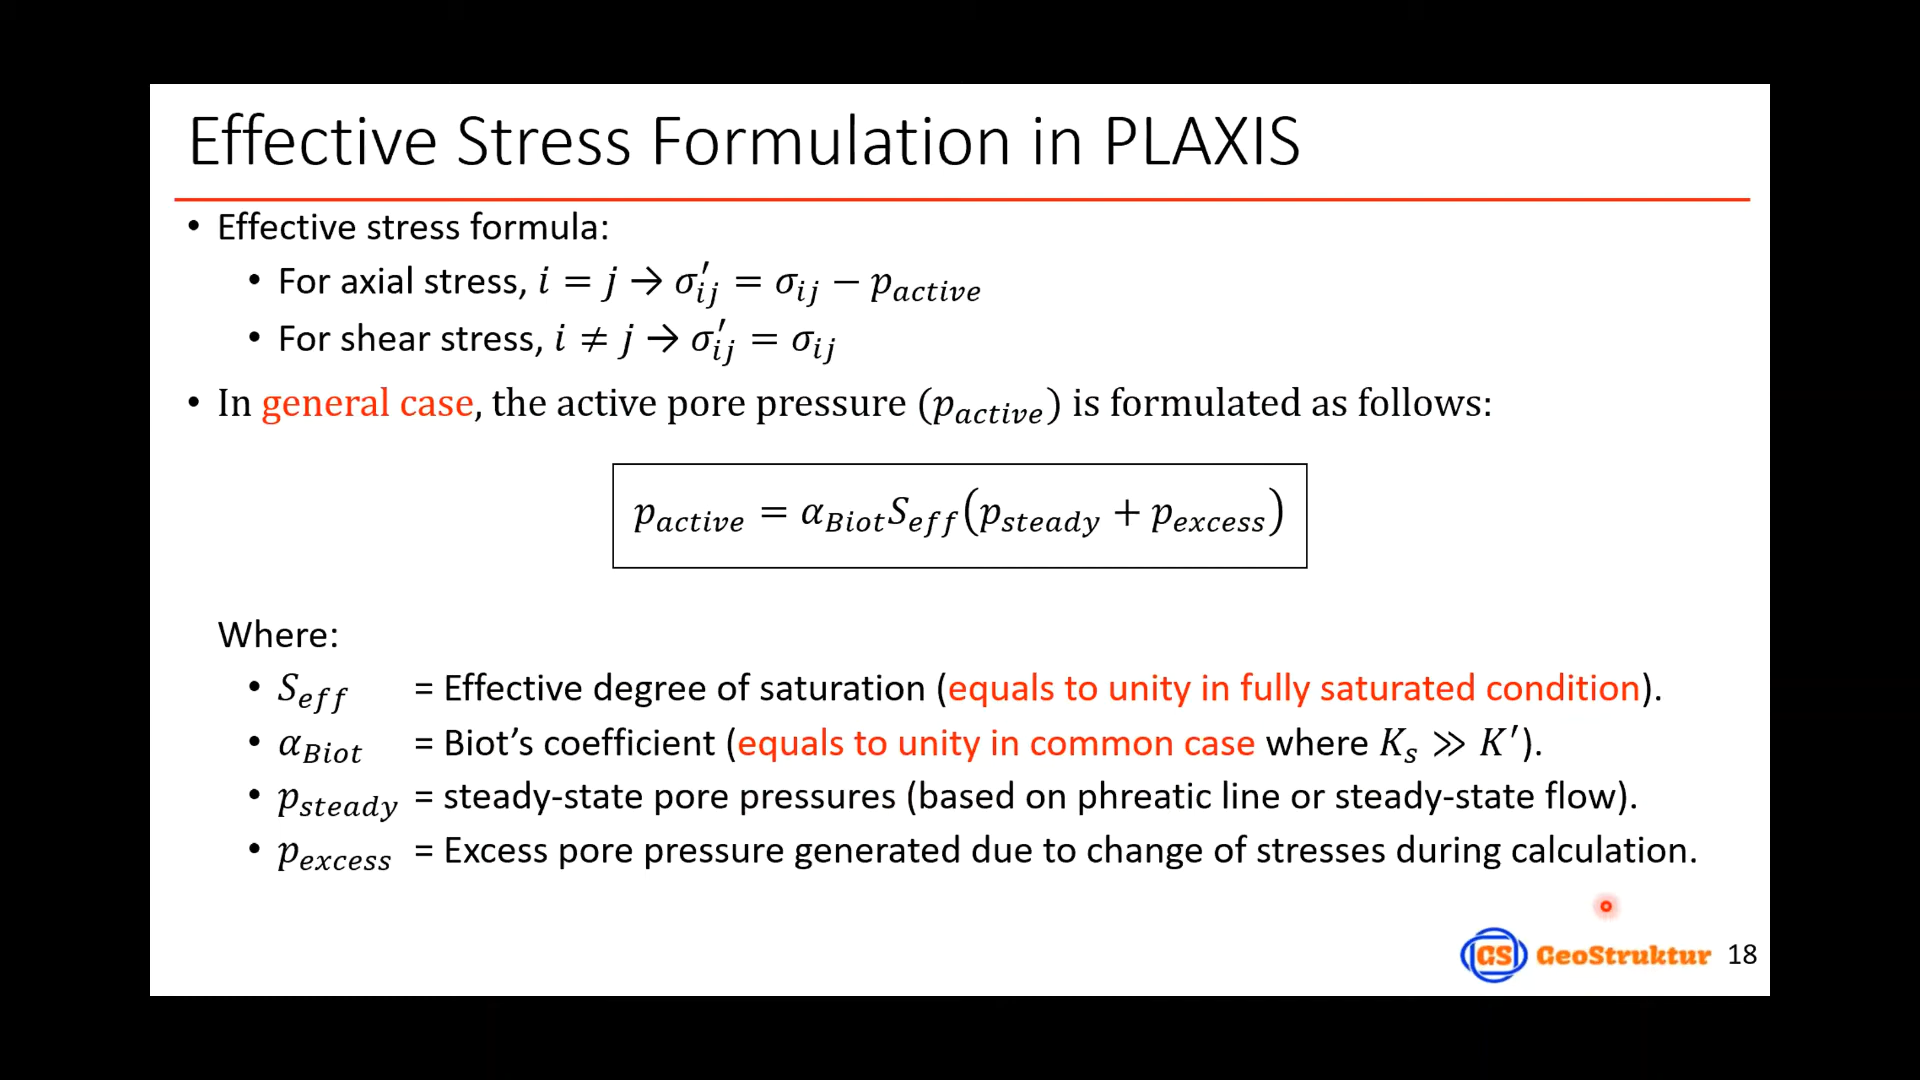 Effective Stress Formulation in PLAXIS
• Effective stress formula:
• For axial stress, i = j → σ′ij = σij − pactive
• For shear stress, i ≠ j → σ′ij = σij
• In general case, the active pore pressure (pactive) is formulated as follows:
pactive = αBiotSeff(psteady + pexcess)
Where:
• Seff = Effective degree of saturation (equals to unity in fully saturated condition).
• αBiot = Biot’s coefficient (equals to unity in common case where Ks ≫ K′).
• psteady = steady-state pore pressures (based on phreatic line or steady-state flow).
• pexcess = Excess pore pressure generated due to change of stresses during calculation.
GS GeoStruktur 18